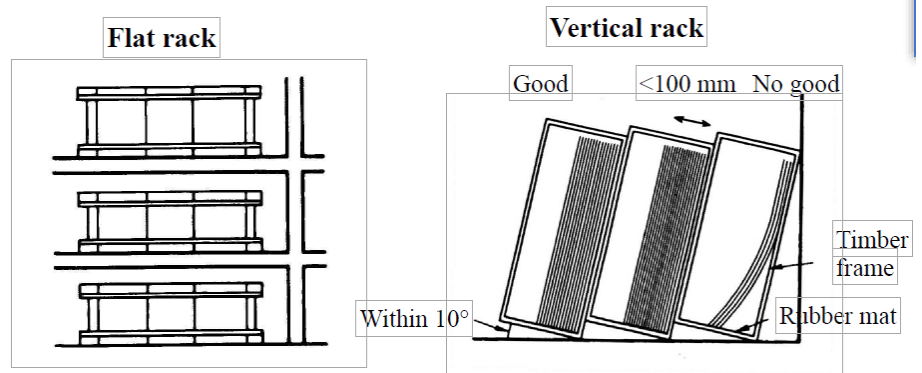 Flat rack
Vertical rack
Good
<100 mm No good
Timber
frame
Within 10°
Rubber mat